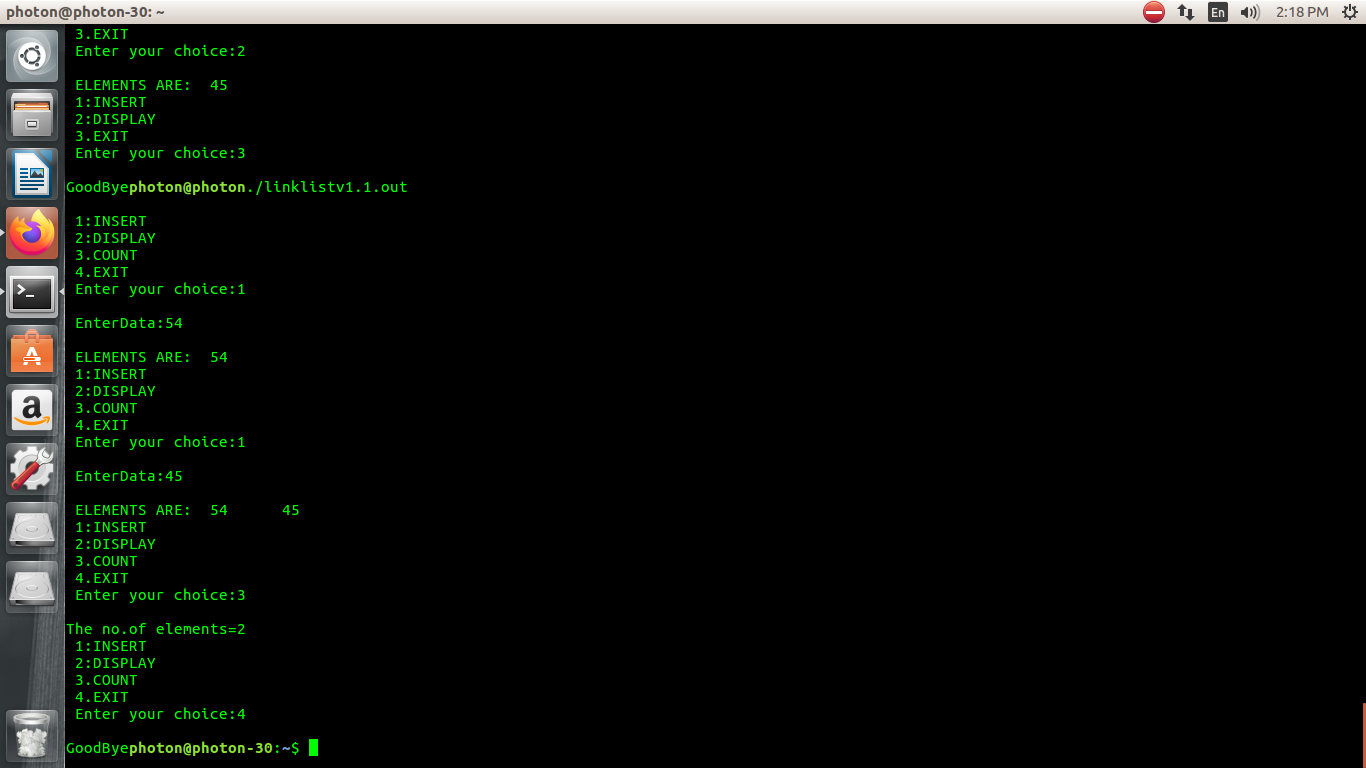 photon@photon-30: ~
En
2:18 PM
3.EXIT
Enter your choice:2
ELEMENTS ARE: 45
1:INSERT
2:DISPLAY
3.EXIT
Enter your choice:3
GoodByephoton@photon./linklistv1.1.out
1:INSERT
2:DISPLAY
3.COUNT
4.EXIT
Enter your choice:1
EnterData:54
ELEMENTS ARE: 54
1:INSERT
2:DISPLAY
3.COUNT
4.EXIT
Enter your choice:1
EnterData:45
ELEMENTS ARE: 54 45
1:INSERT
2:DISPLAY
3.COUNT
4.EXIT
Enter your choice:3
The no.of elements=2
1:INSERT
2:DISPLAY
3.COUNT
4.EXIT
Enter your choice:4
GoodByephoton@photon-30:~$